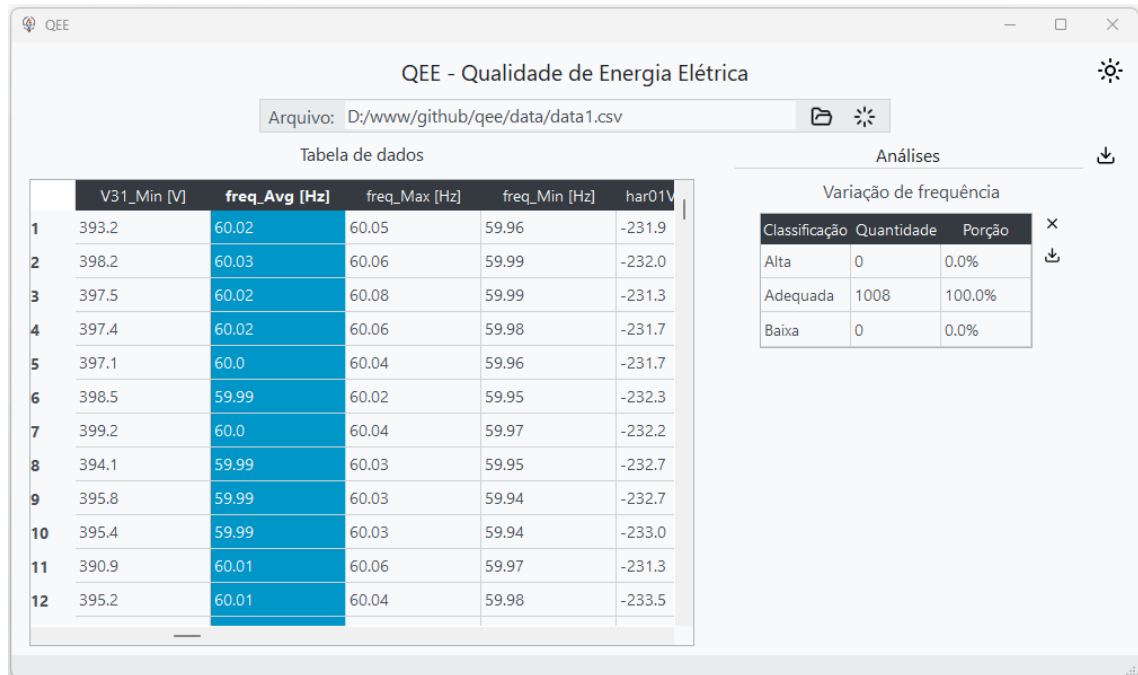 QEE
QEE - Qualidade de Energia Elétrica
Arquivo: D:/www/github/qee/data/data1.csv
Tabela de dados
V31_Min [V] freq_Avg [Hz] freq_Max [Hz] freq_Min [Hz] har01V
1 393.2 60.02 60.05 59.96 -231.9
2 398.2 60.03 60.06 59.99 -232.0
3 397.5 60.02 60.08 59.99 -231.3
4 397.4 60.02 60.06 59.98 -231.7
5 397.1 60.0 60.04 59.96 -231.7
6 398.5 59.99 60.02 59.95 -232.3
7 399.2 60.0 60.04 59.97 -232.2
8 394.1 59.99 60.03 59.95 -232.7
9 395.8 59.99 60.03 59.94 -232.7
10 395.4 59.99 60.03 59.94 -233.0
11 390.9 60.01 60.06 59.97 -231.3
12 395.2 60.01 60.04 59.98 -233.5
Análises
Variação de frequência
Classificação Quantidade Porção
Alta 0 0.0%
Adequada 1008 100.0%
Baixa 0 0.0%